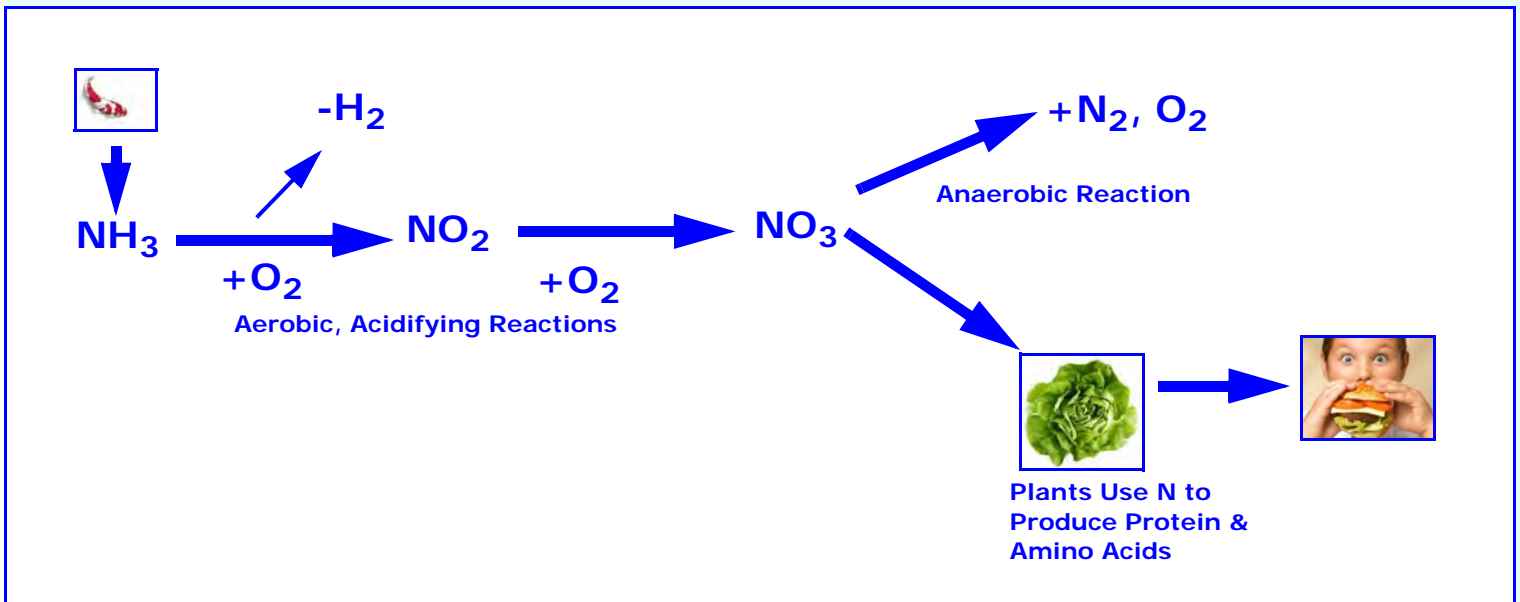 -H₂
+N₂, O₂
Anaerobic Reaction
NH₃
NO₂
NO₃
+O₂
+O₂
Aerobic, Acidifying Reactions
Plants Use N to
Produce Protein &
Amino Acids